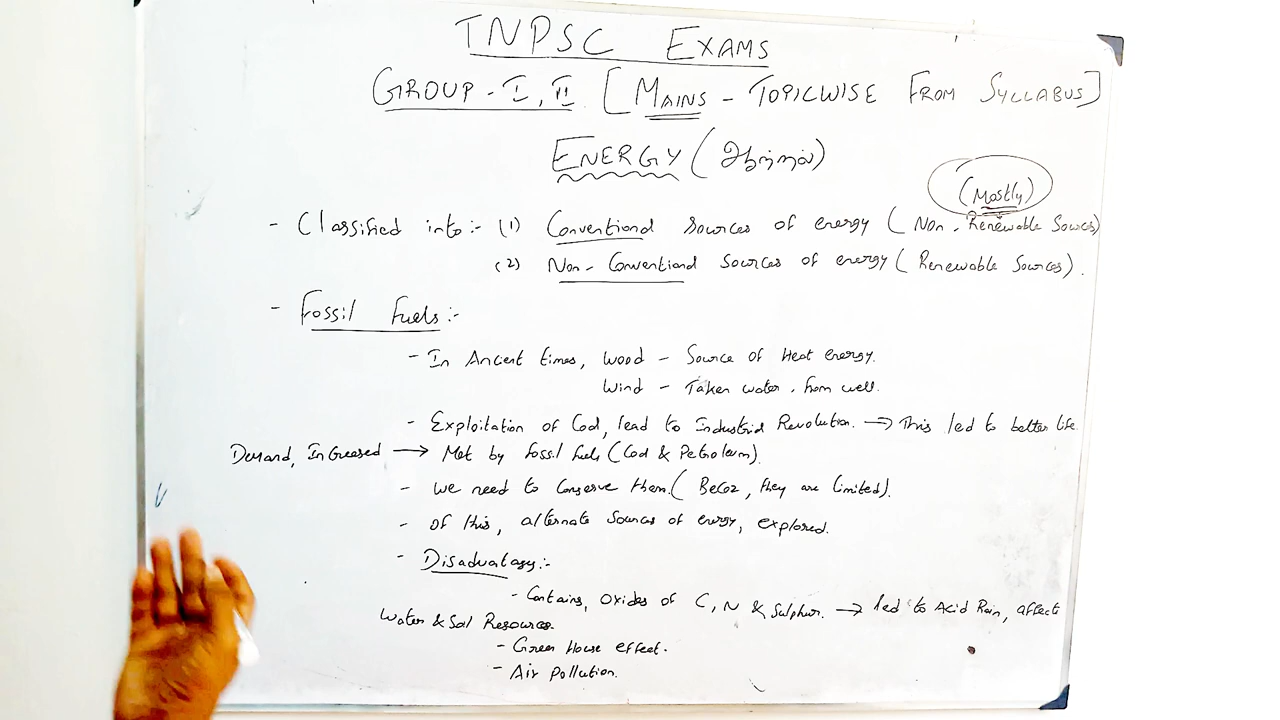 TNPSC EXAMS
GROUP - I, II [MAINS - TOPICWISE FROM SYLLABUS]
ENERGY (ஆற்றல்)
(Mostly)
- Classified into:- (1) Conventional Sources of energy (Non-Renewable Sources)
(2) Non-Conventional Sources of energy (Renewable Sources).
- Fossil Fuels:-
- In Ancient times, Wood - Source of Heat energy.
Wind - Taken water from well.
- Exploitation of Coal, lead to Industrial Revolution. → This led to better life
Demand, Increased → Met by fossil fuels (Coal & Petroleum).
- We need to Conserve them. (Becoz, they are limited).
- Of this, alternate Sources of energy, explored.
- Disadvatages:-
- Contains, oxides of C, N & Sulphur. → led to Acid Rain, affect
Water & Soil Resources.
- Green House effect.
- Air Pollution.